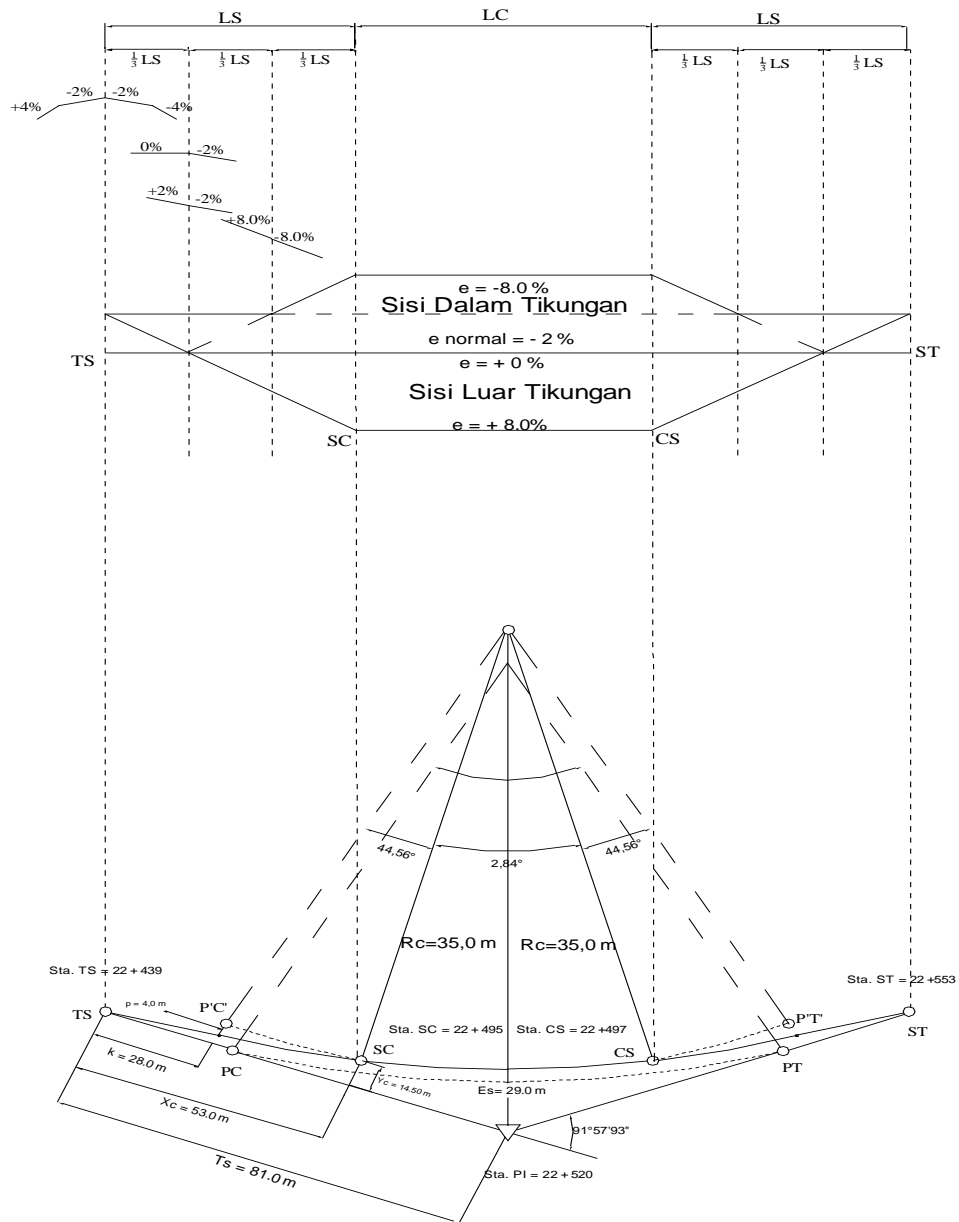 LS LC LS
⅓ LS ⅓ LS ⅓ LS ⅓ LS ⅓ LS ⅓ LS
+4% -2% -2% -4%
0% -2%
+2% -2%
+8.0% -8.0%
e = -8.0 %
Sisi Dalam Tikungan
e normal = - 2 %
TS ST
e = + 0 %
Sisi Luar Tikungan
e = + 8.0%
SC CS
44,56° 2,84° 44,56°
Rc=35,0 m Rc=35,0 m
Sta. TS = 22 + 439 Sta. ST = 22 +553
TS p = 4,0 m P'C' P'T' ST
Sta. SC = 22 + 495 Sta. CS = 22 +497
k = 28.0 m PC SC CS PT
Yc = 14.50 m Es= 29.0 m
Xc = 53.0 m
91°57'93"
Ts = 81.0 m
Sta. PI = 22 + 520